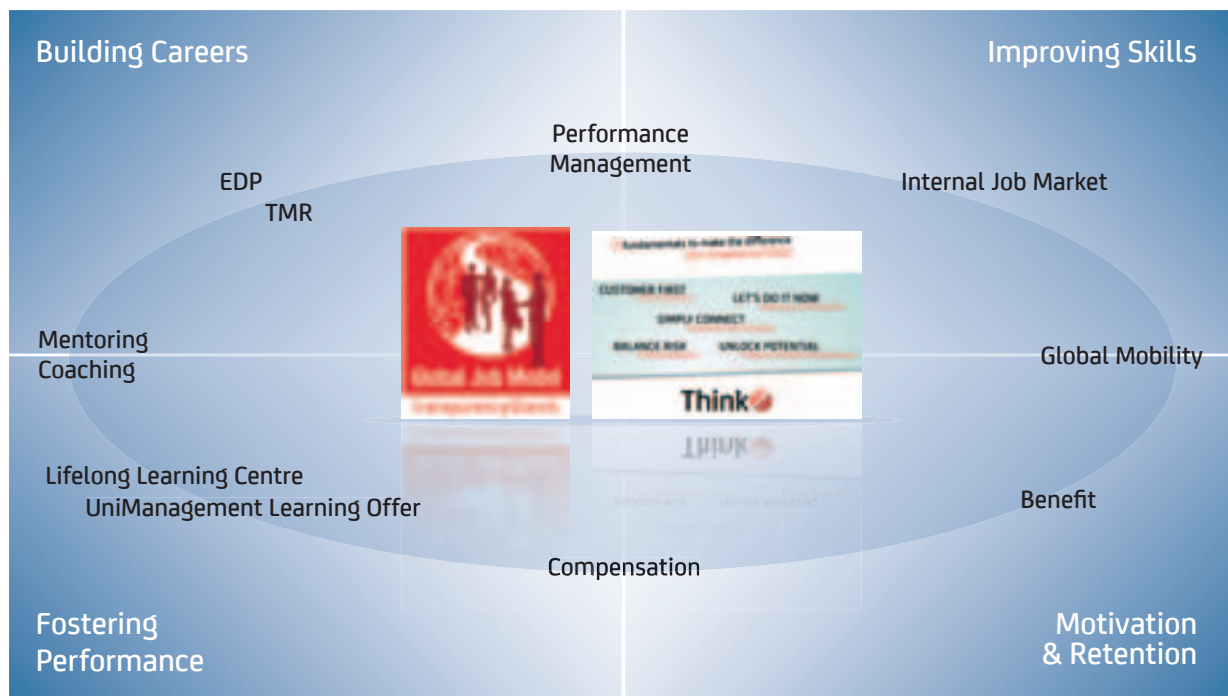 Building Careers
Improving Skills
Performance
Management
EDP
TMR
Internal Job Market
fundamentals to make the difference
CUSTOMER FIRST
LET'S DO IT NOW
SIMPLY CONNECT
BALANCE RISK
UNLOCK POTENTIAL
Global Job Model
Think
Mentoring
Coaching
Global Mobility
Lifelong Learning Centre
UniManagement Learning Offer
Benefit
Compensation
Fostering
Performance
Motivation
& Retention